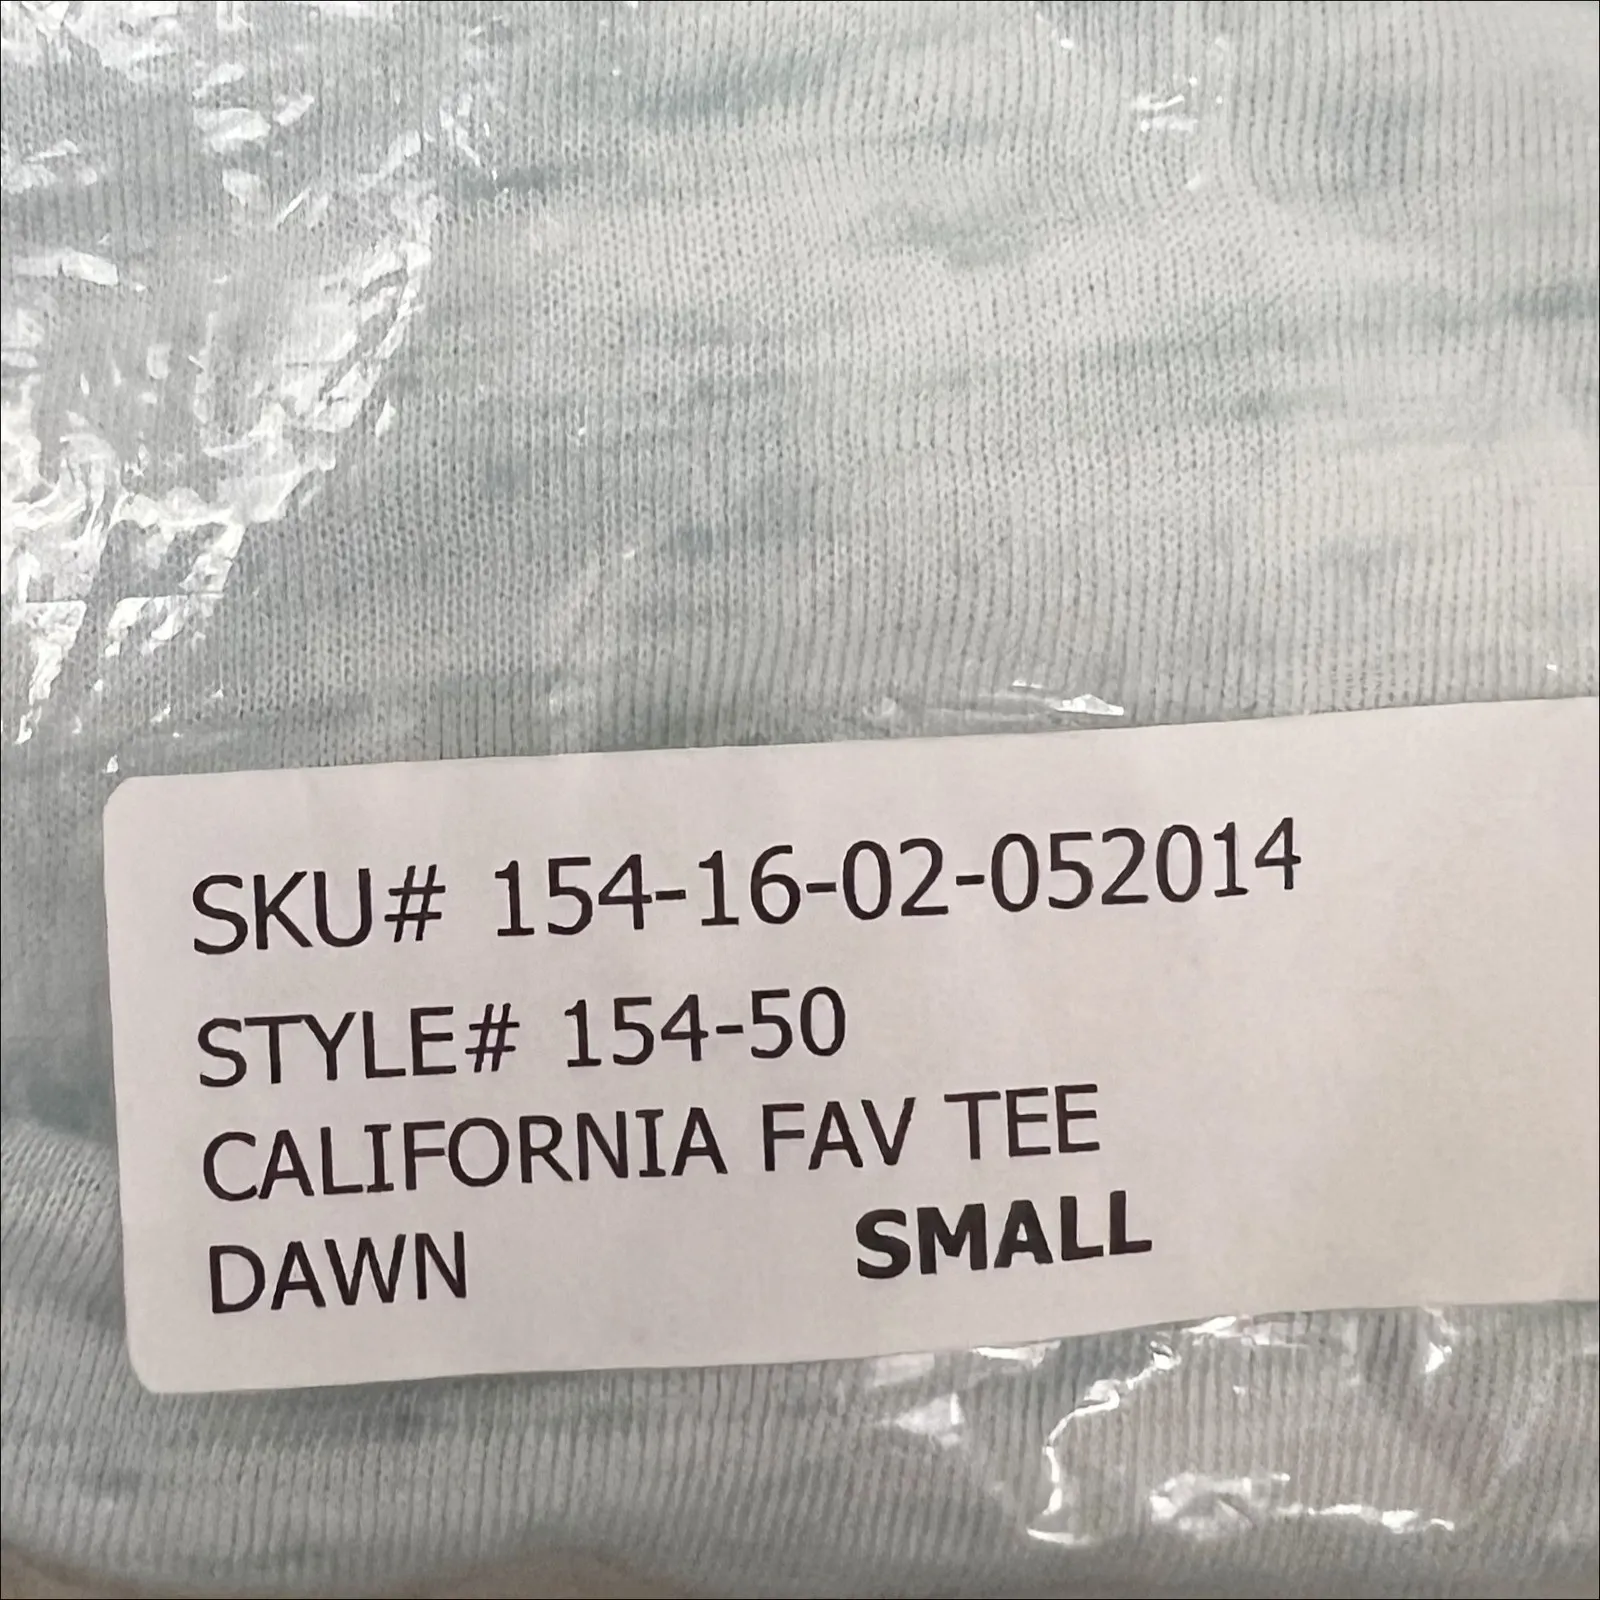 SKU# 154-16-02-052014
STYLE# 154-50
CALIFORNIA FAV TEE
DAWN SMALL